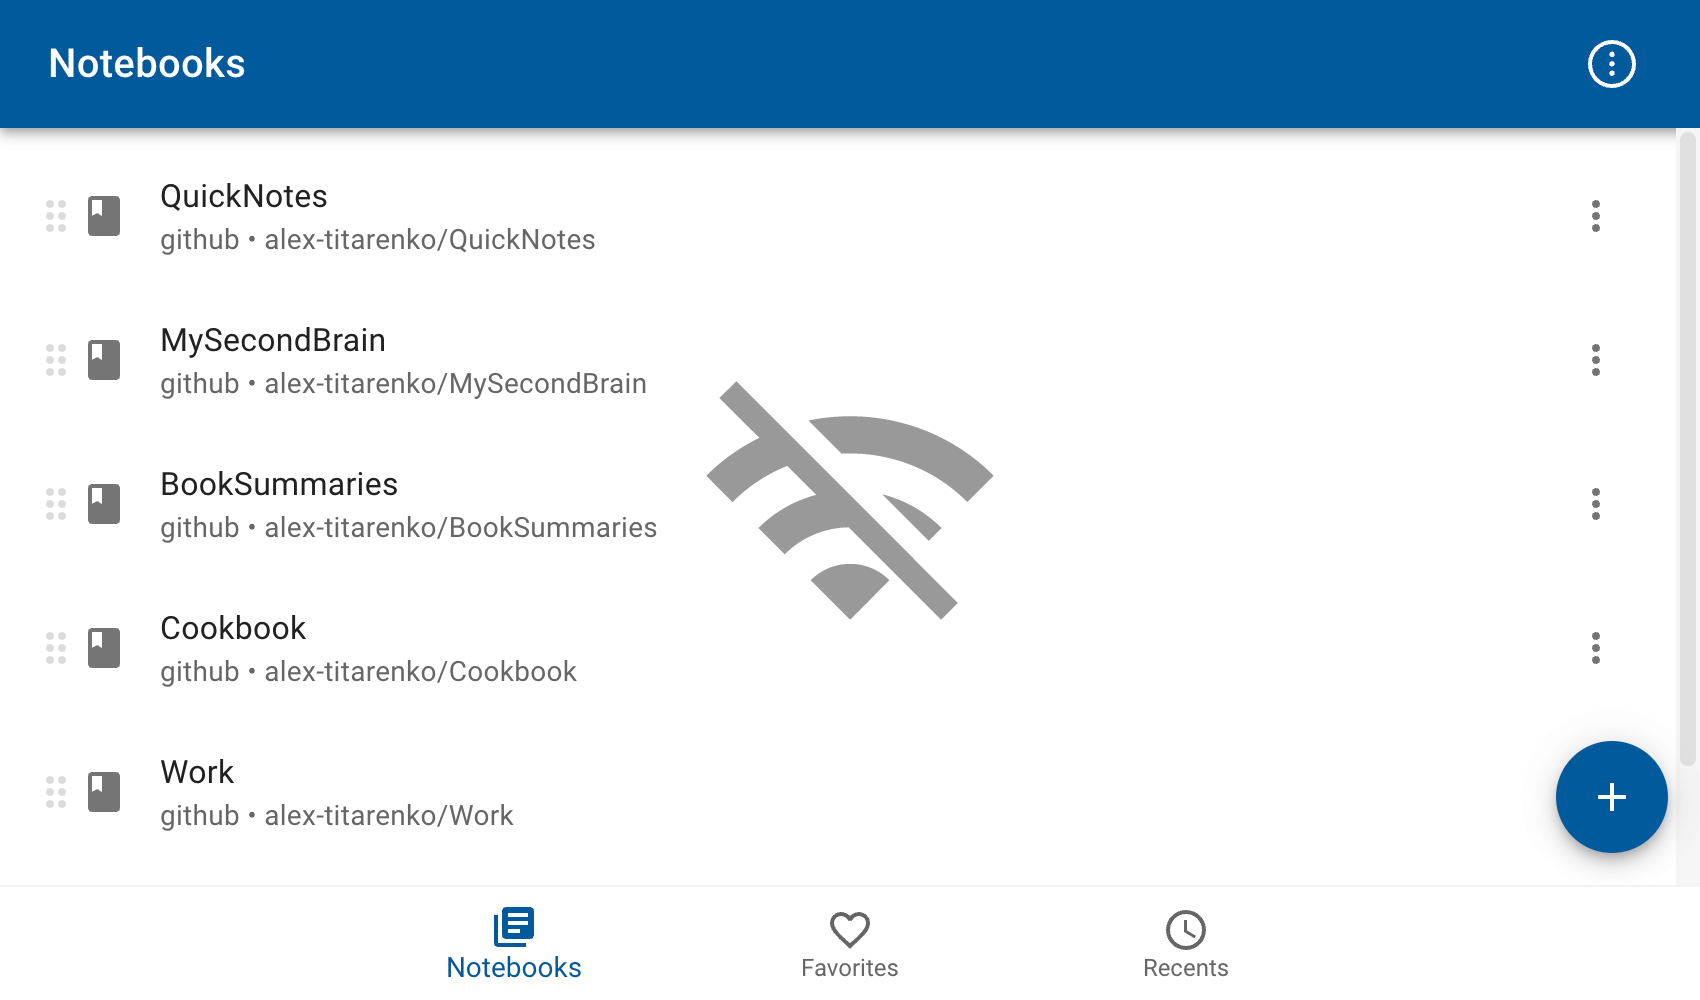 Notebooks
QuickNotes
github • alex-titarenko/QuickNotes
MySecondBrain
github • alex-titarenko/MySecondBrain
BookSummaries
github • alex-titarenko/BookSummaries
Cookbook
github • alex-titarenko/Cookbook
Work
github • alex-titarenko/Work
Notebooks
Favorites
Recents